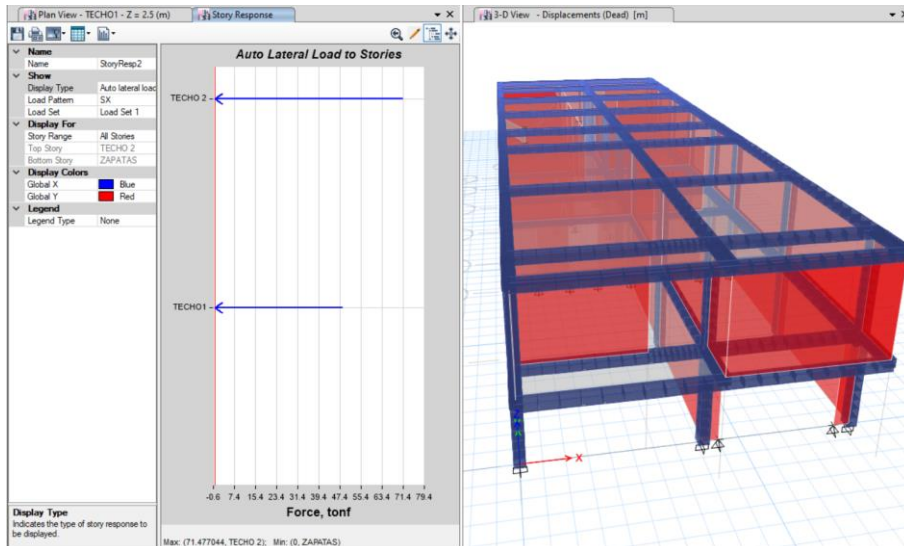 Plan View - TECHO1 - Z = 2.5 (m)
Story Response
3-D View - Displacements (Dead) [m]
Name
Name StoryResp2
Show
Display Type Auto lateral load
Load Pattern SX
Load Set Load Set 1
Display For
Story Range All Stories
Top Story TECHO 2
Bottom Story ZAPATAS
Display Colors
Global X Blue
Global Y Red
Legend
Legend Type None
Display Type
Indicates the type of story response to
be displayed.
Auto Lateral Load to Stories
TECHO 2
TECHO1
-0.6 7.4 15.4 23.4 31.4 39.4 47.4 55.4 63.4 71.4 79.4
Force, tonf
Max: (71.477044, TECHO 2); Min: (0, ZAPATAS)
Z
X